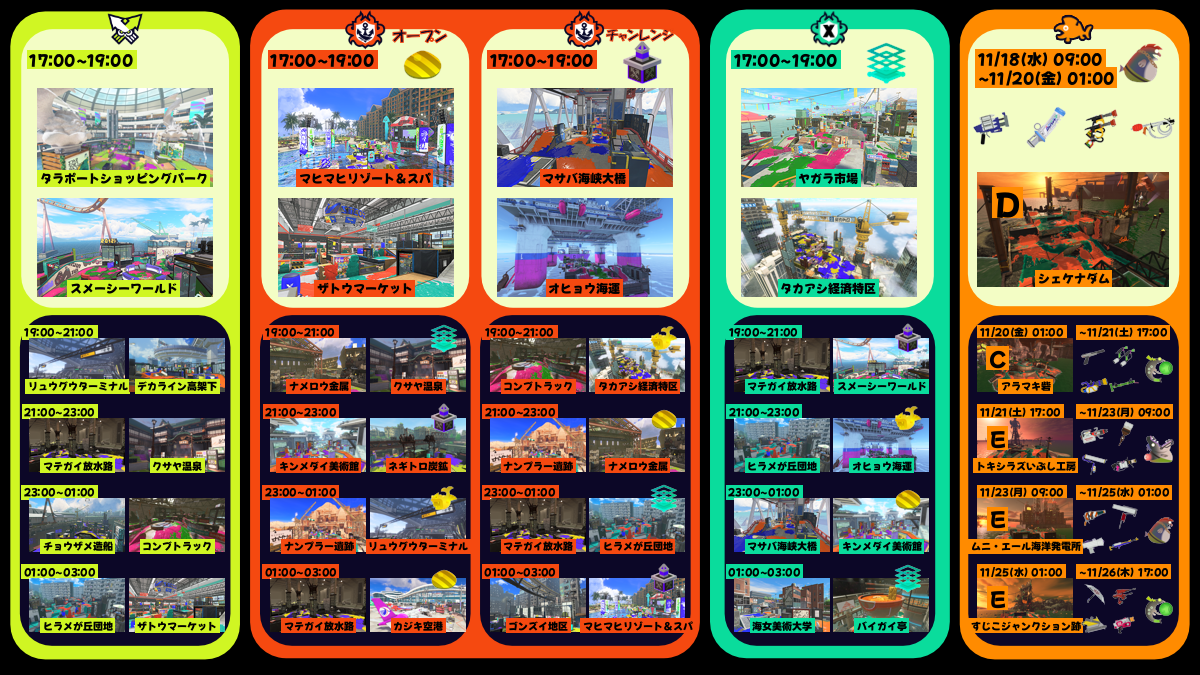 17:00~19:00
タラポートショッピングパーク
スメーシーワールド
19:00~21:00
リュウグウターミナル
デカライン高架下
21:00~23:00
マテガイ放水路
クサヤ温泉
23:00~01:00
チョウザメ造船
コンブトラック
01:00~03:00
ヒラメが丘団地
ザトウマーケット
オープン
17:00~19:00
マヒマヒリゾート&スパ
ザトウマーケット
19:00~21:00
ナメロウ金属
クサヤ温泉
21:00~23:00
キンメダイ美術館
ネギトロ炭鉱
23:00~01:00
ナンプラー遺跡
リュウグウターミナル
01:00~03:00
マテガイ放水路
カジキ空港
チャンレンジ
17:00~19:00
マサバ海峡大橋
オヒョウ海運
19:00~21:00
コンブトラック
タカアシ経済特区
21:00~23:00
ナンプラー遺跡
ナメロウ金属
23:00~01:00
マテガイ放水路
ヒラメが丘団地
01:00~03:00
ゴンズイ地区
マヒマヒリゾート&スパ
X
17:00~19:00
ヤガラ市場
タカアシ経済特区
19:00~21:00
マテガイ放水路
スメーシーワールド
21:00~23:00
ヒラメが丘団地
オヒョウ海運
23:00~01:00
マサバ海峡大橋
キンメダイ美術館
01:00~03:00
海女美術大学
バイガイ亭
11/18(水) 09:00
~11/20(金) 01:00
D
シェケナダム
11/20(金) 01:00
~11/21(土) 17:00
C
アラマキ砦
11/21(土) 17:00
~11/23(月) 09:00
E
トキシラズいぶし工房
11/23(月) 09:00
~11/25(水) 01:00
E
ムニ・エール海洋発電所
11/25(水) 01:00
~11/26(木) 17:00
E
すじこジャンクション跡